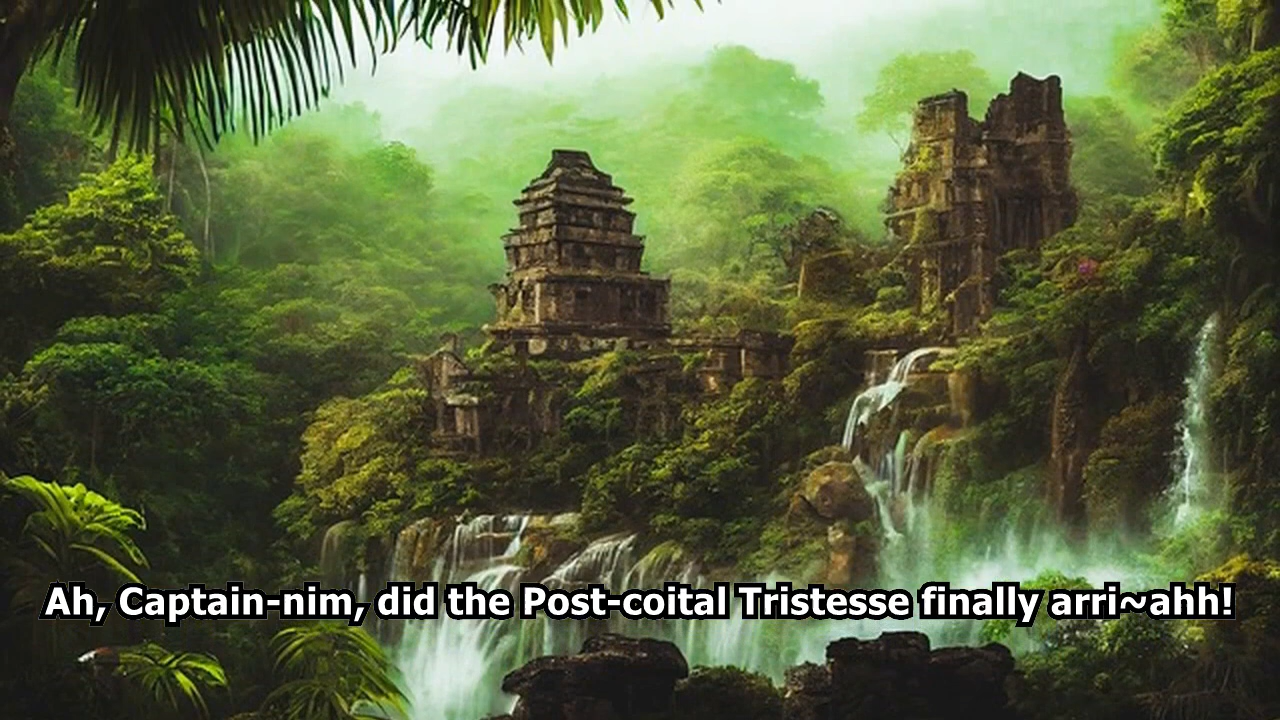 Ah, Captain-nim, did the Post-coital Tristesse finally arri~ahh!